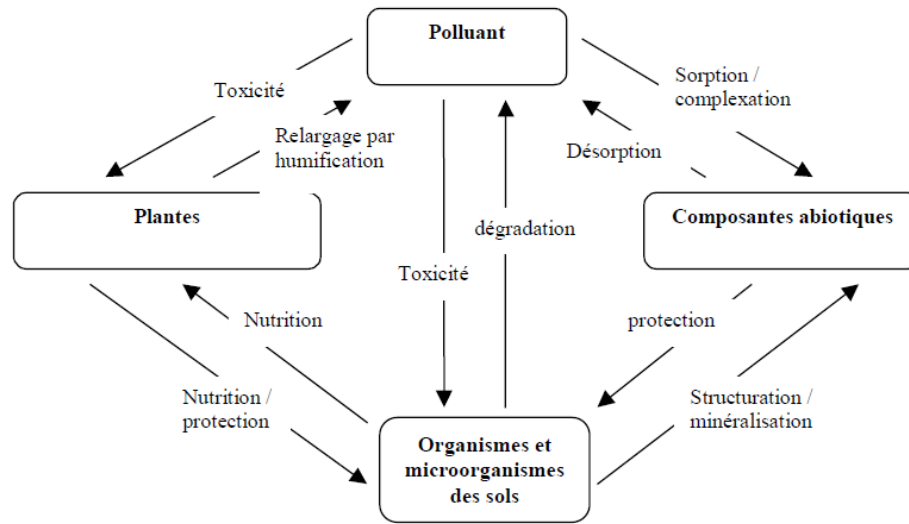 Polluant
Toxicité
Sorption /
complexation
Relargage par
humification
Désorption
Plantes
Composantes abiotiques
dégradation
Toxicité
Nutrition
protection
Nutrition /
protection
Structuration /
minéralisation
Organismes et
microorganismes
des sols